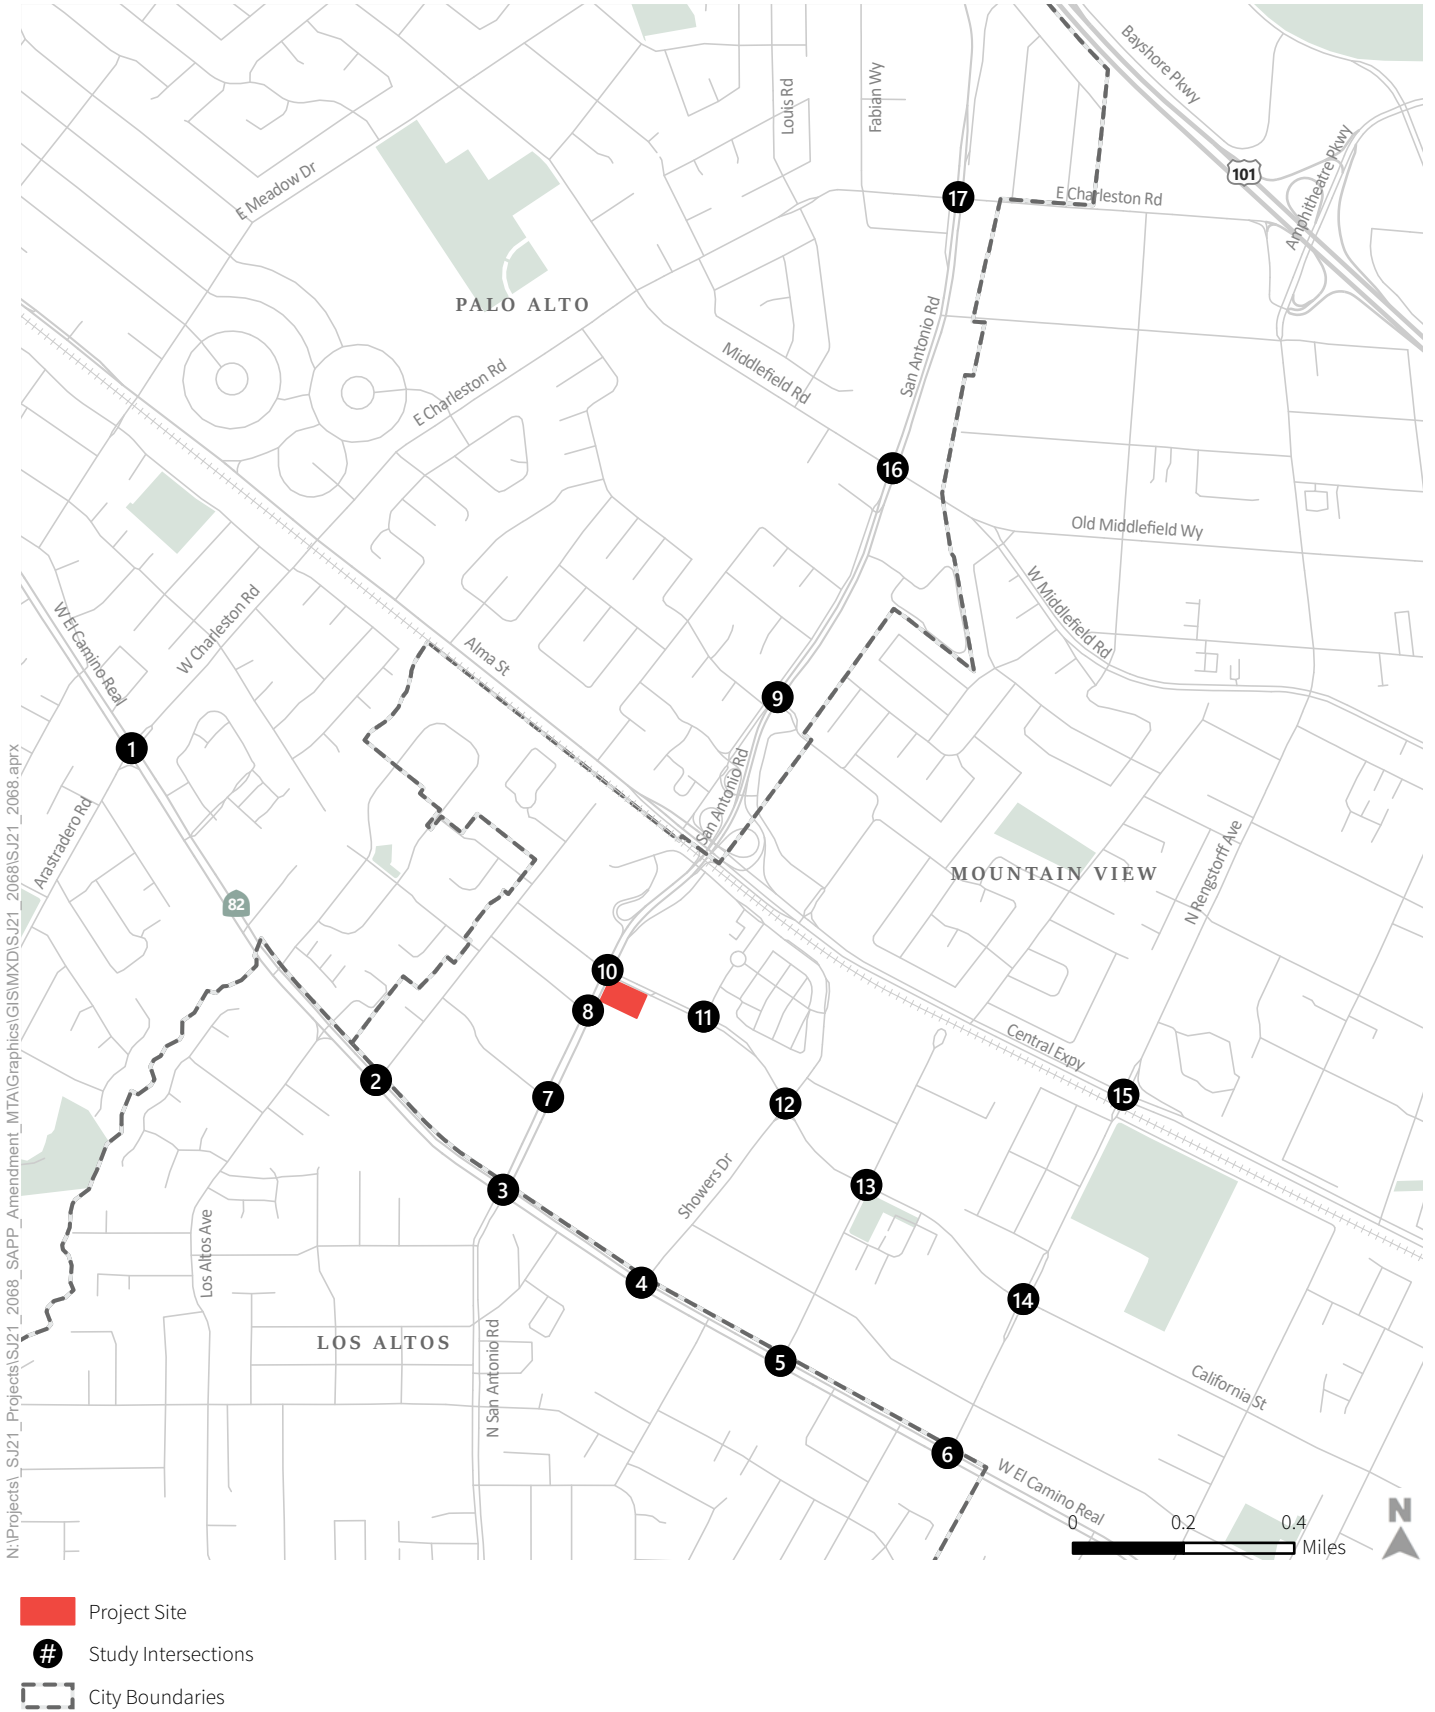 Bayshore Pkwy
Louis Rd
Fabian Wy
101
Amphitheatre Pkwy
E Meadow Dr
17
E Charleston Rd
PALO ALTO
San Antonio Rd
Middlefield Rd
E Charleston Rd
16
Old Middlefield Wy
W El Camino Real
W Charleston Rd
W Middlefield Rd
Alma St
9
1
San Antonio Rd
Arastradero Rd
N Rengstorff Ave
MOUNTAIN VIEW
82
10
8
11
Central Expy
2
7
12
15
3
Showers Dr
13
Los Altos Ave
4
14
LOS ALTOS
N San Antonio Rd
5
California St
6
W El Camino Real
N
0 0.2 0.4
Miles
N:\Projects\_SJ21_Projects\SJ21_2068_SAPP_Amendment_MTA\Graphics\GIS\MXD\SJ21_2068\SJ21_2068.aprx
Project Site
# Study Intersections
City Boundaries